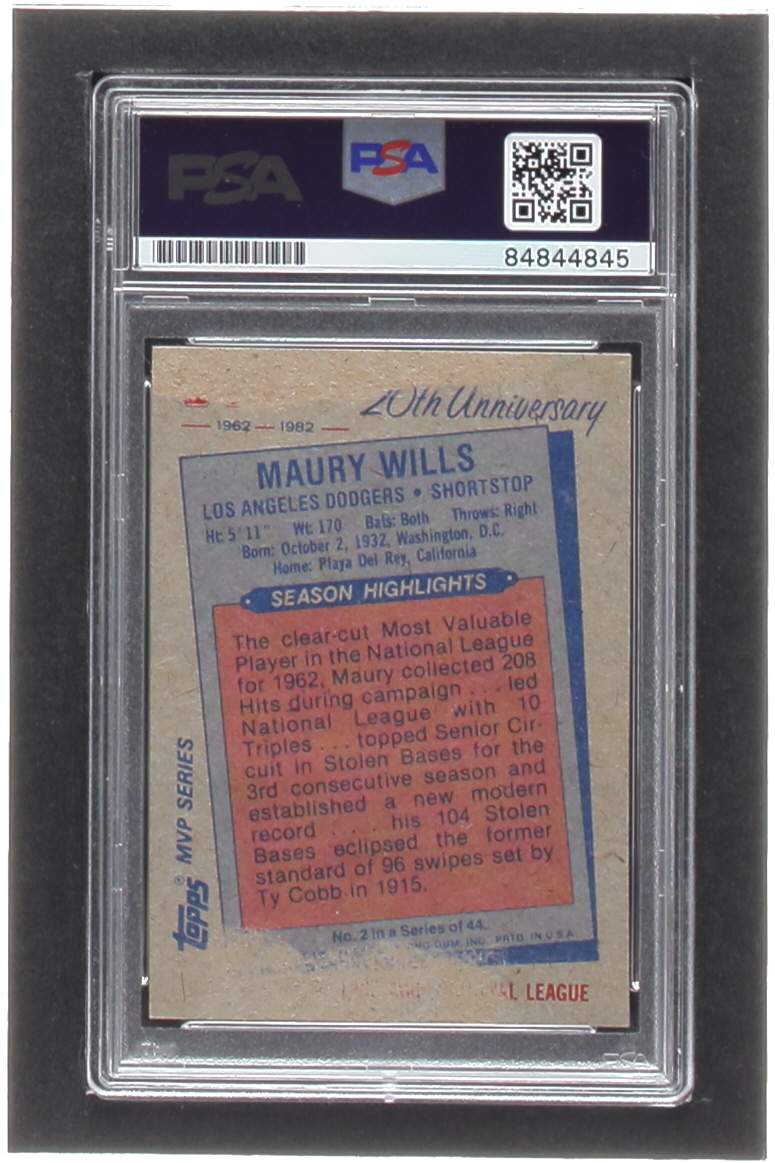 PSA
PSA
84844845
20th Anniversary
1962 — 1982
MAURY WILLS
LOS ANGELES DODGERS • SHORTSTOP
Ht: 5'11" Wt: 170 Bats: Both Throws: Right
Born: October 2, 1932, Washington, D.C.
Home: Playa Del Rey, California
SEASON HIGHLIGHTS
The clear-cut Most Valuable
Player in the National League
for 1962, Maury collected 208
Hits during campaign . . . led
National League with 10
Triples . . . topped Senior Cir-
cuit in Stolen Bases for the
3rd consecutive season and
established a new modern
record . . . his 104 Stolen
Bases eclipsed the former
standard of 96 swipes set by
Ty Cobb in 1915.
No. 2 in a Series of 44.
GUM, INC. PRTD. IN U.S.A.
LEAGUE
topps® MVP SERIES
PSA